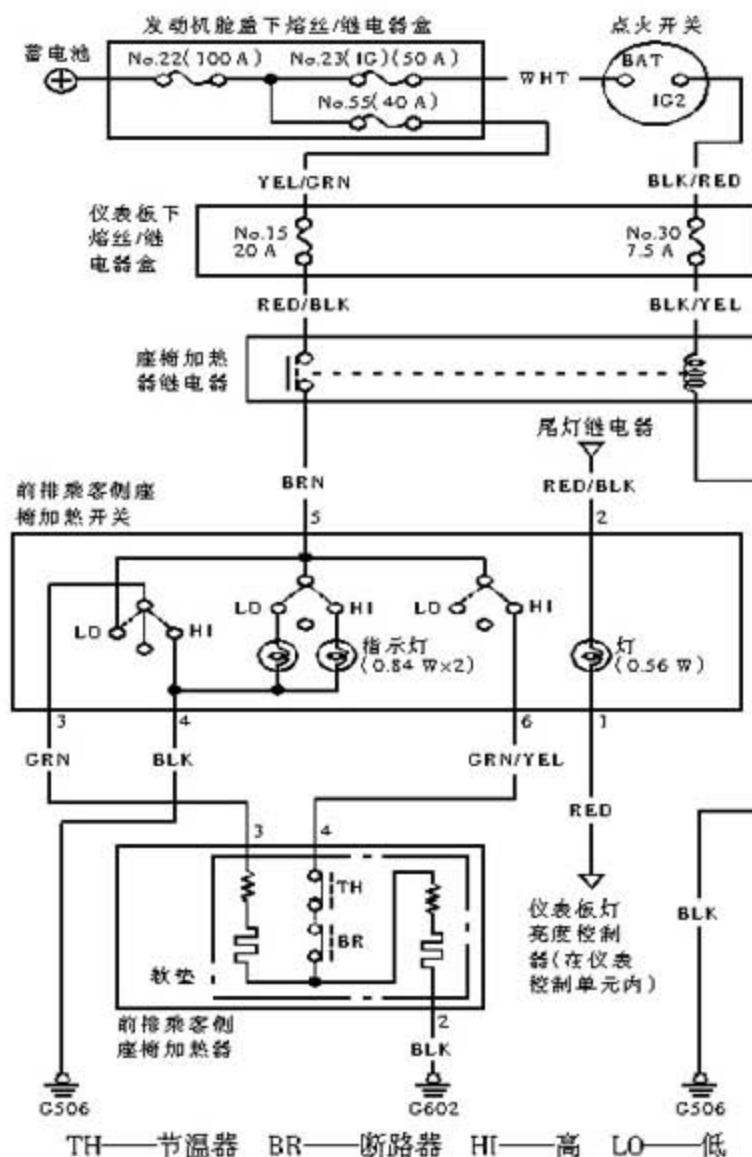 发动机舱盖下熔丝/继电器盒
点火开关
蓄电池
No.22(100 A)
No.23(IG)(50 A)
WHT
BAT
IG2
No.55(40 A)
YEL/GRN
BLK/RED
仪表板下
熔丝/继
电器盒
No.15
20 A
No.30
7.5 A
RED/BLK
BLK/YEL
座椅加热
器继电器
尾灯继电器
BRN
RED/BLK
前排乘客侧座
椅加热开关
5
2
LO
HI
LO
HI
LO
HI
指示灯
(0.84 W×2)
灯
(0.56 W)
3
4
6
1
GRN
BLK
GRN/YEL
RED
3
4
TH
BR
软垫
仪表板灯
亮度控制
器(在仪表
控制单元内)
BLK
前排乘客侧
座椅加热器
2
BLK
G506
G602
G506
TH——节温器 BR——断路器 HI——高 LO——低